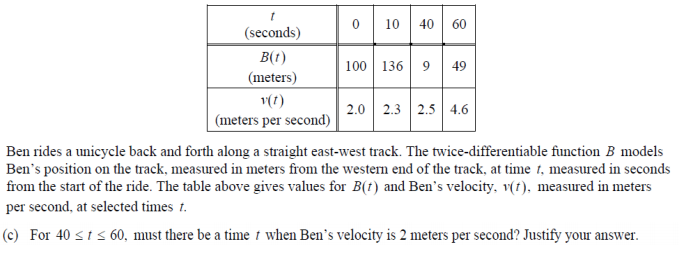 t 0 10 40 60
(seconds)
B(t) 100 136 9 49
(meters)
v(t) 2.0 2.3 2.5 4.6
(meters per second)
Ben rides a unicycle back and forth along a straight east-west track. The twice-differentiable function B models
Ben's position on the track, measured in meters from the western end of the track, at time t, measured in seconds
from the start of the ride. The table above gives values for B(t) and Ben's velocity, v(t), measured in meters
per second, at selected times t.
(c) For 40 ≤ t ≤ 60, must there be a time t when Ben's velocity is 2 meters per second? Justify your answer.